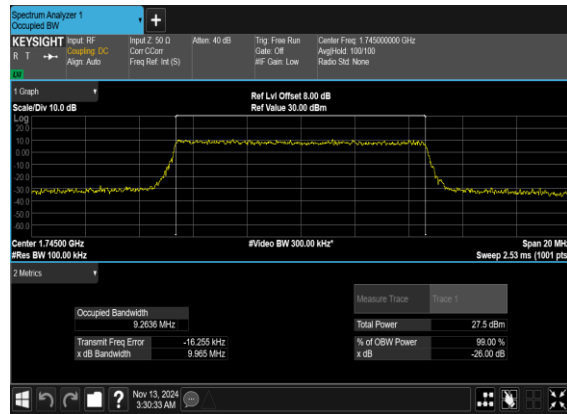 Spectrum Analyzer 1
Occupied BW
KEYSIGHT
R T
Input: RF
Coupling: DC
Align: Auto
Input Z: 50 Ω
Corr CCorr
Freq Ref: Int (S)
Atten: 40 dB
Trig: Free Run
Gate: Off
#IF Gain: Low
Center Freq: 1.745000000 GHz
Avg|Hold: 100/100
Radio Std: None
1 Graph
Scale/Div 10.0 dB
Ref Lvl Offset 8.00 dB
Ref Value 30.00 dBm
Log
20.0
10.0
0.00
-10.0
-20.0
-30.0
-40.0
-50.0
-60.0
Center 1.74500 GHz
#Video BW 300.00 kHz*
Span 20 MHz
#Res BW 100.00 kHz
Sweep 2.53 ms (1001 pts)
2 Metrics
Measure Trace Trace 1
Occupied Bandwidth
9.2636 MHz
Total Power 27.5 dBm
Transmit Freq Error -16.255 kHz
% of OBW Power 99.00 %
x dB Bandwidth 9.965 MHz
x dB -26.00 dB
?
Nov 13, 2024
3:30:33 AM